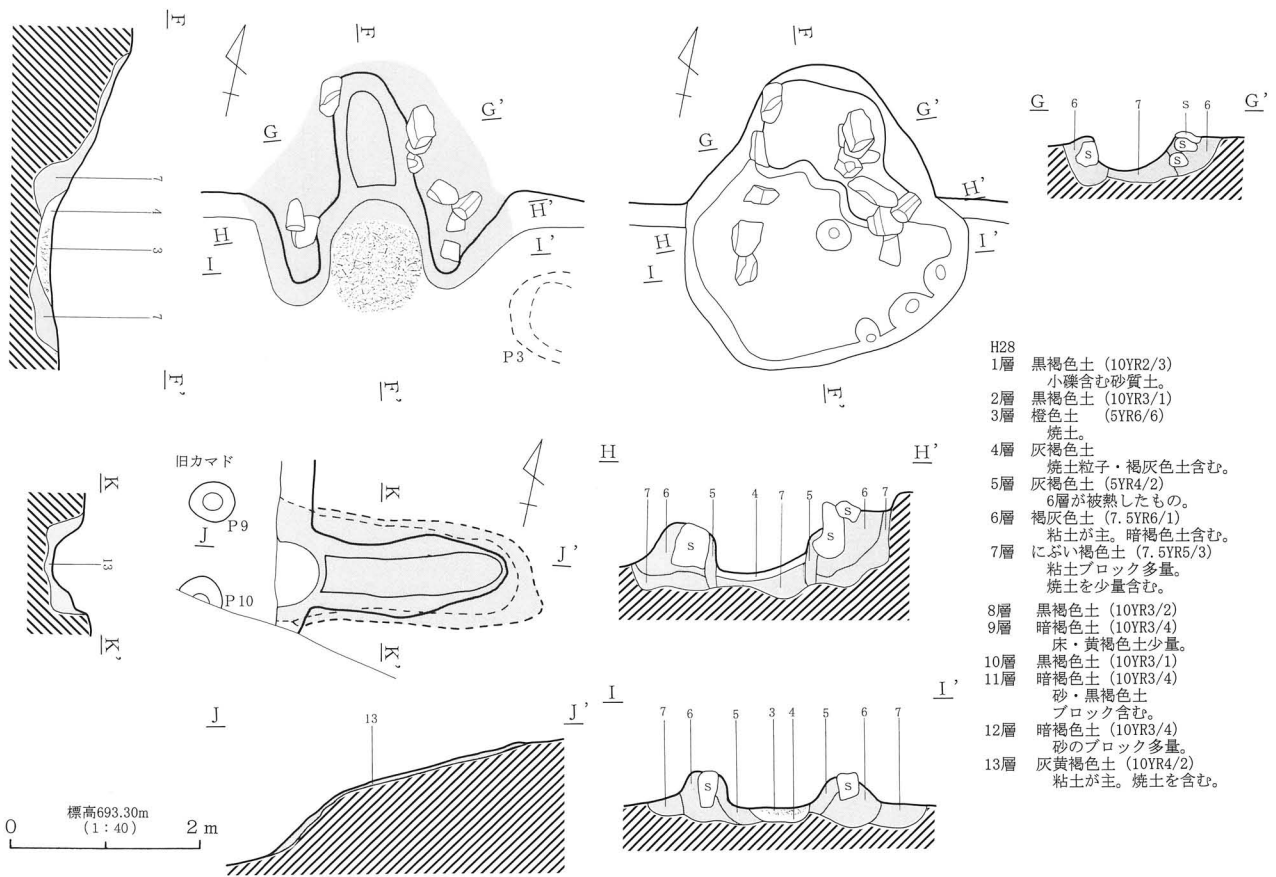 F
F
F
G
G'
G
G'
G
6
7
S
6
G'
S
S
S
7
4
3
7
H
H'
I
I'
H
H'
I
I'
P3
F'
F'
F'
H28
1層 黒褐色土 (10YR2/3)
小礫含む砂質土。
2層 黒褐色土 (10YR3/1)
3層 橙色土 (5YR6/6)
焼土。
4層 灰褐色土
焼土粒子・褐灰色土含む。
5層 灰褐色土 (5YR4/2)
6層が被熱したもの。
6層 褐灰色土 (7.5YR6/1)
粘土が主。暗褐色土含む。
7層 にぶい褐色土 (7.5YR5/3)
粘土ブロック多量。
焼土を少量含む。
8層 黒褐色土 (10YR3/2)
9層 暗褐色土 (10YR3/4)
床・黄褐色土少量。
10層 黒褐色土 (10YR3/1)
11層 暗褐色土 (10YR3/4)
砂・黒褐色土
ブロック含む。
12層 暗褐色土 (10YR3/4)
砂のブロック多量。
13層 灰黄褐色土 (10YR4/2)
粘土が主。焼土を含む。
旧カマド
K
K
P9
J
J'
P10
13
K'
K'
H
H'
7
6
5
4
7
5
6
7
S
S
S
J
J'
13
I
I'
7
6
5
3
4
5
6
7
S
S
標高693.30m
(1:40)
0
2m